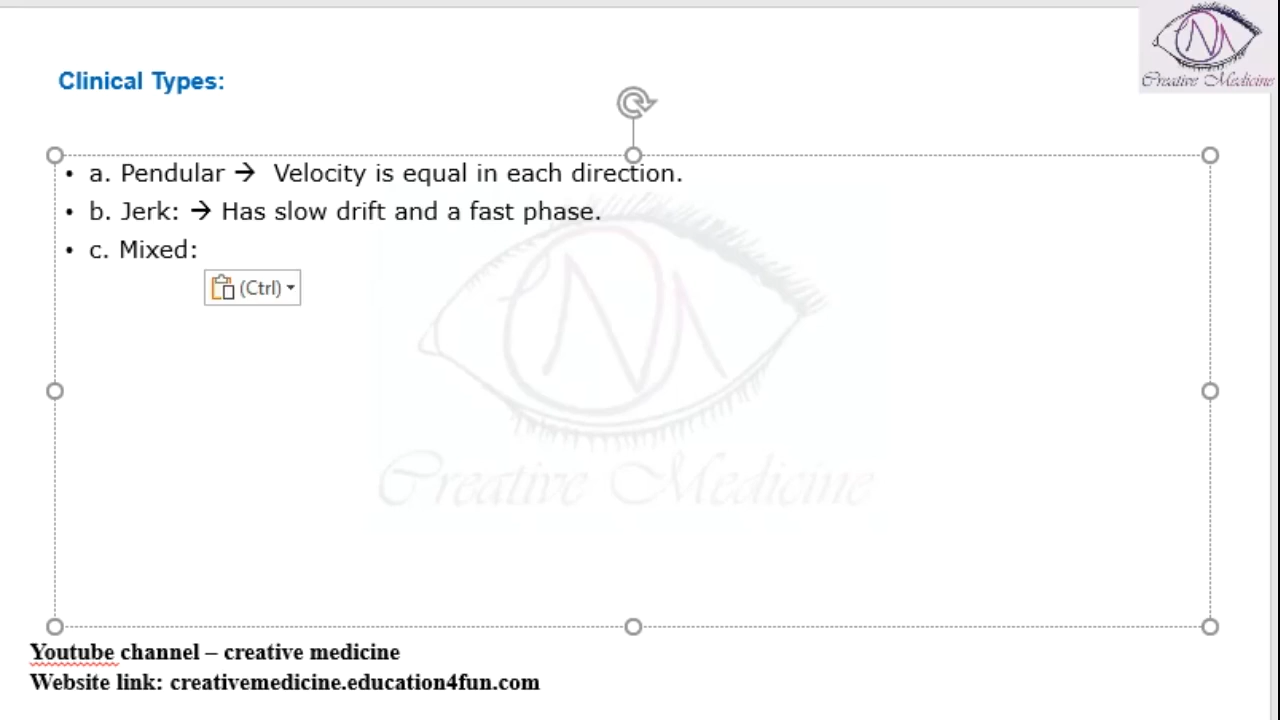 Creative Medicine
Clinical Types:
• a. Pendular → Velocity is equal in each direction.
• b. Jerk: → Has slow drift and a fast phase.
• c. Mixed:
(Ctrl)
Creative Medicine
Youtube channel – creative medicine
Website link: creativemedicine.education4fun.com